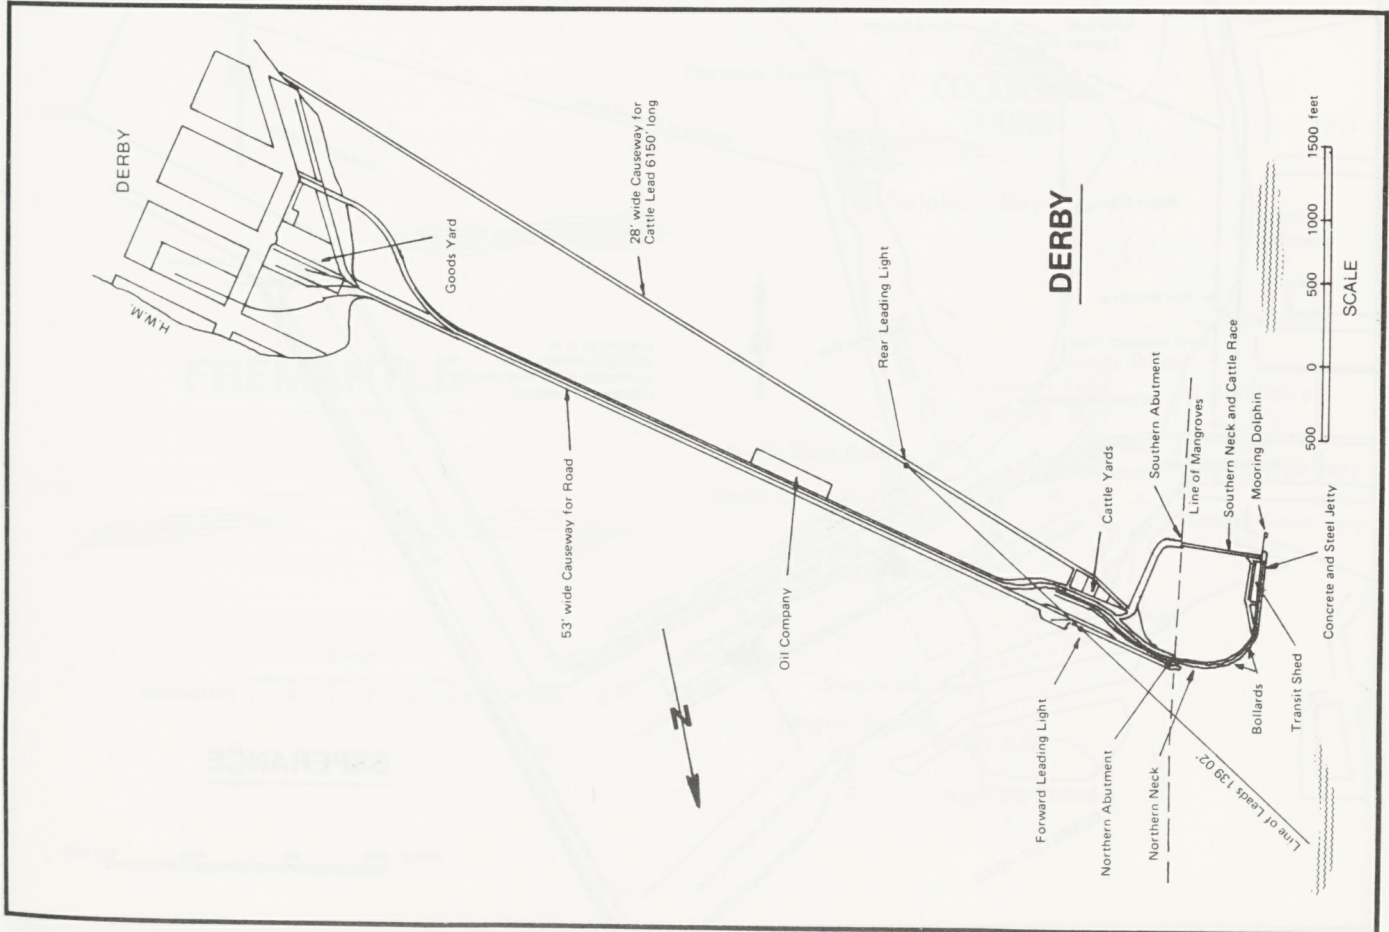 DERBY
H.W.M.
Goods Yard
28' wide Causeway for
Cattle Lead 6150' long
53' wide Causeway for Road
Rear Leading Light
Oil Company
N
DERBY
Cattle Yards
Southern Abutment
Line of Mangroves
Southern Neck and Cattle Race
Mooring Dolphin
Concrete and Steel Jetty
Transit Shed
Bollards
Forward Leading Light
Northern Abutment
Northern Neck
Line of Leads 139 02'
500 0 500 1000 1500 feet
SCALE
FREMANTLE
ESPERANCE